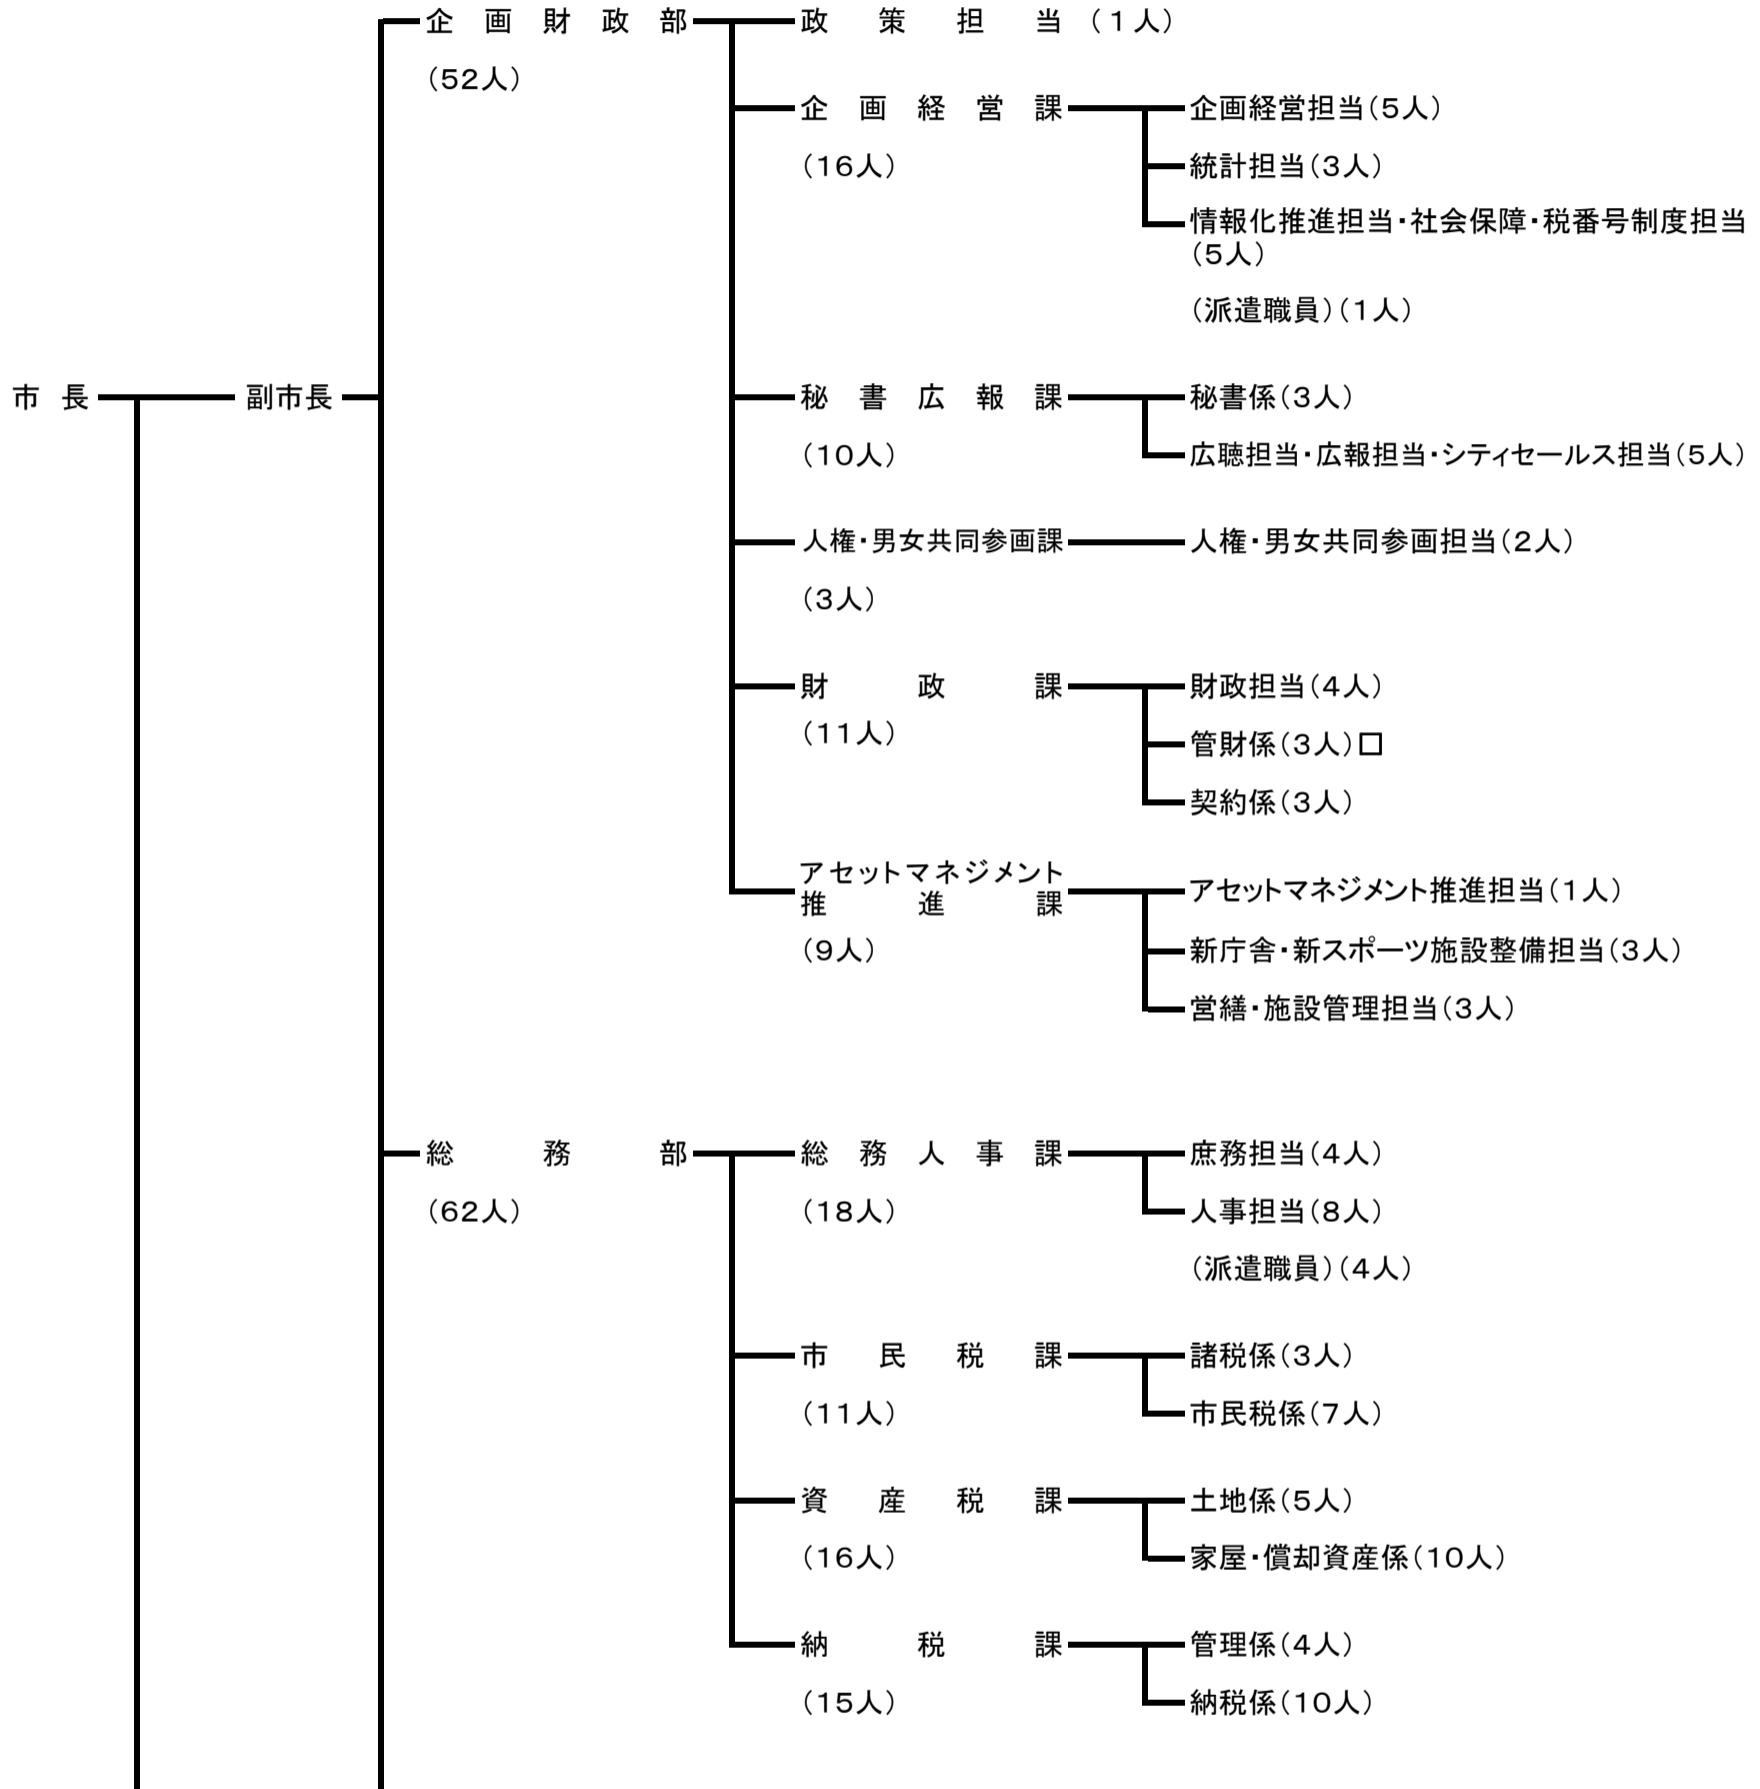 企画財政部 政策担当(1人)
(52人)
企画経営課 企画経営担当(5人)
(16人) 統計担当(3人)
情報化推進担当・社会保障・税番号制度担当
(5人)
(派遣職員)(1人)
市長 副市長 秘書広報課 秘書係(3人)
(10人) 広聴担当・広報担当・シティセールス担当(5人)
人権・男女共同参画課 人権・男女共同参画担当(2人)
(3人)
財政課 財政担当(4人)
(11人) 管財係(3人)□
契約係(3人)
アセットマネジメント
推進課 アセットマネジメント推進担当(1人)
(9人) 新庁舎・新スポーツ施設整備担当(3人)
営繕・施設管理担当(3人)
総務部 総務人事課 庶務担当(4人)
(62人) (18人) 人事担当(8人)
(派遣職員)(4人)
市民税課 諸税係(3人)
(11人) 市民税係(7人)
資産税課 土地係(5人)
(16人) 家屋・償却資産係(10人)
納税課 管理係(4人)
(15人) 納税係(10人)